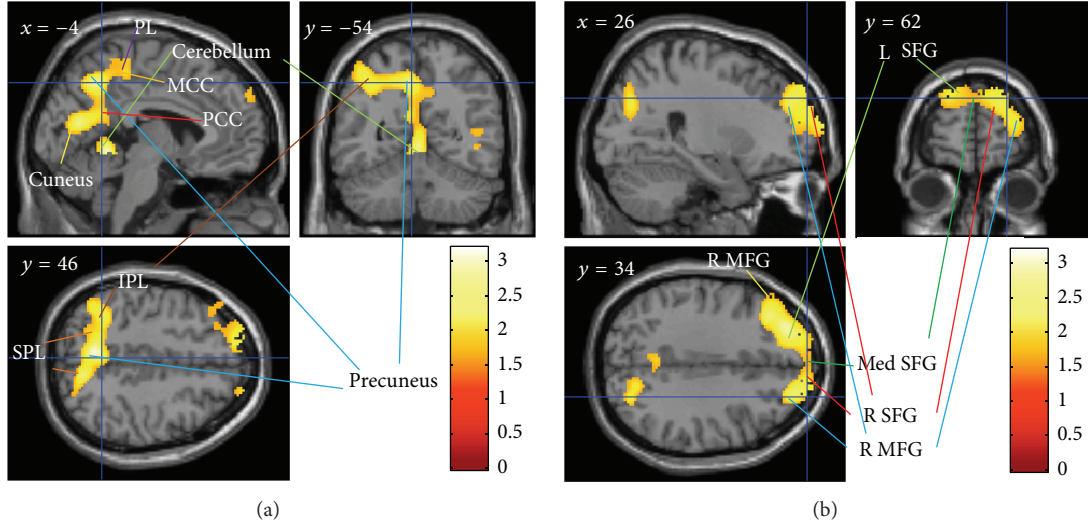 x = −4
PL
Cerebellum
y = −54
MCC
PCC
Cuneus
y = 46
IPL
SPL
Precuneus
3
2.5
2
1.5
1
0.5
0
(a)
x = 26
y = 62
L SFG
y = 34
R MFG
Med SFG
R SFG
R MFG
3
2.5
2
1.5
1
0.5
0
(b)